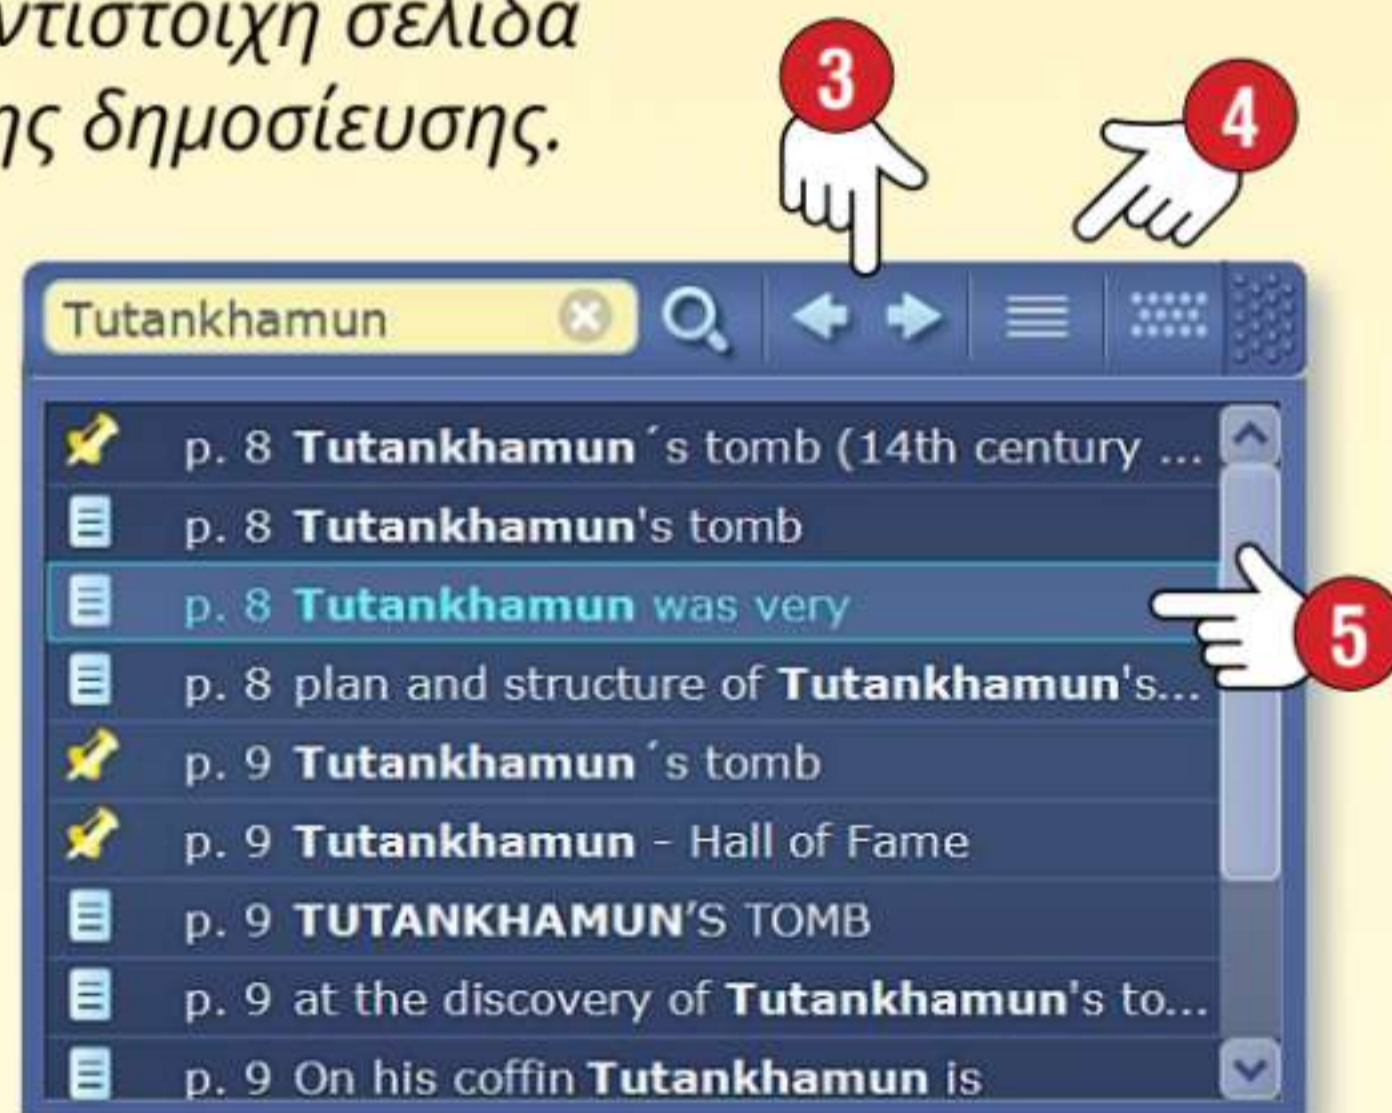 ντίστοιχη σελίδα
ης δημοσίευσης.
3
4
Tutankhamun
p. 8 Tutankhamun´s tomb (14th century ...
p. 8 Tutankhamun's tomb
p. 8 Tutankhamun was very
5
p. 8 plan and structure of Tutankhamun's...
p. 9 Tutankhamun´s tomb
p. 9 Tutankhamun - Hall of Fame
p. 9 TUTANKHAMUN’S TOMB
p. 9 at the discovery of Tutankhamun's to...
p. 9 On his coffin Tutankhamun is